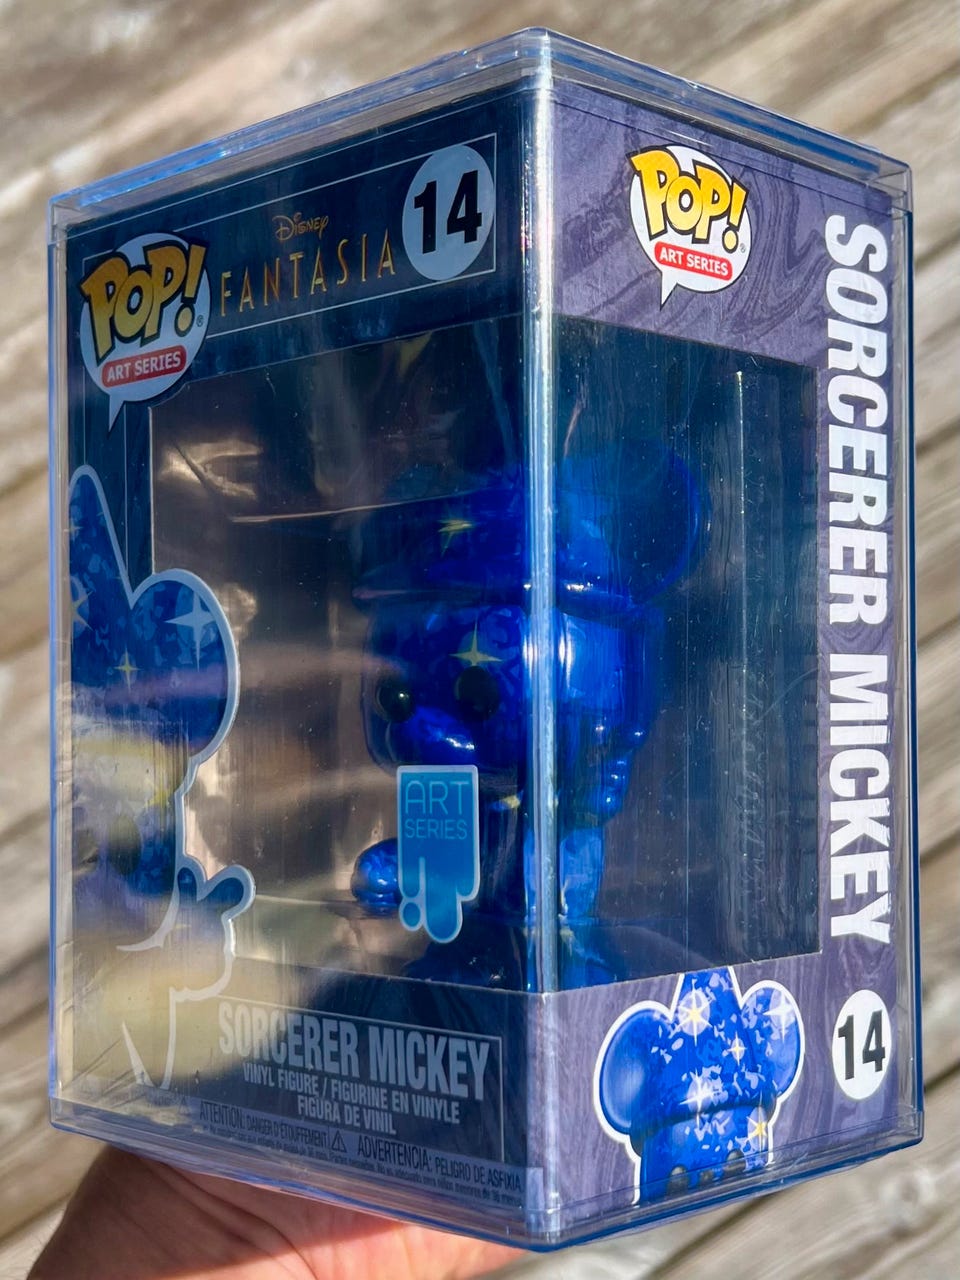 Disney
FANTASIA
14
POP!
ART SERIES
ART
SERIES
SORCERER MICKEY
VINYL FIGURE / FIGURINE EN VINYLE
FIGURA DE VINIL
ATTENTION: DANGER D'ÉTOUFFEMENT
ADVERTENCIA: PELIGRO DE ASFIXIA
POP!
ART SERIES
SORCERER MICKEY
14